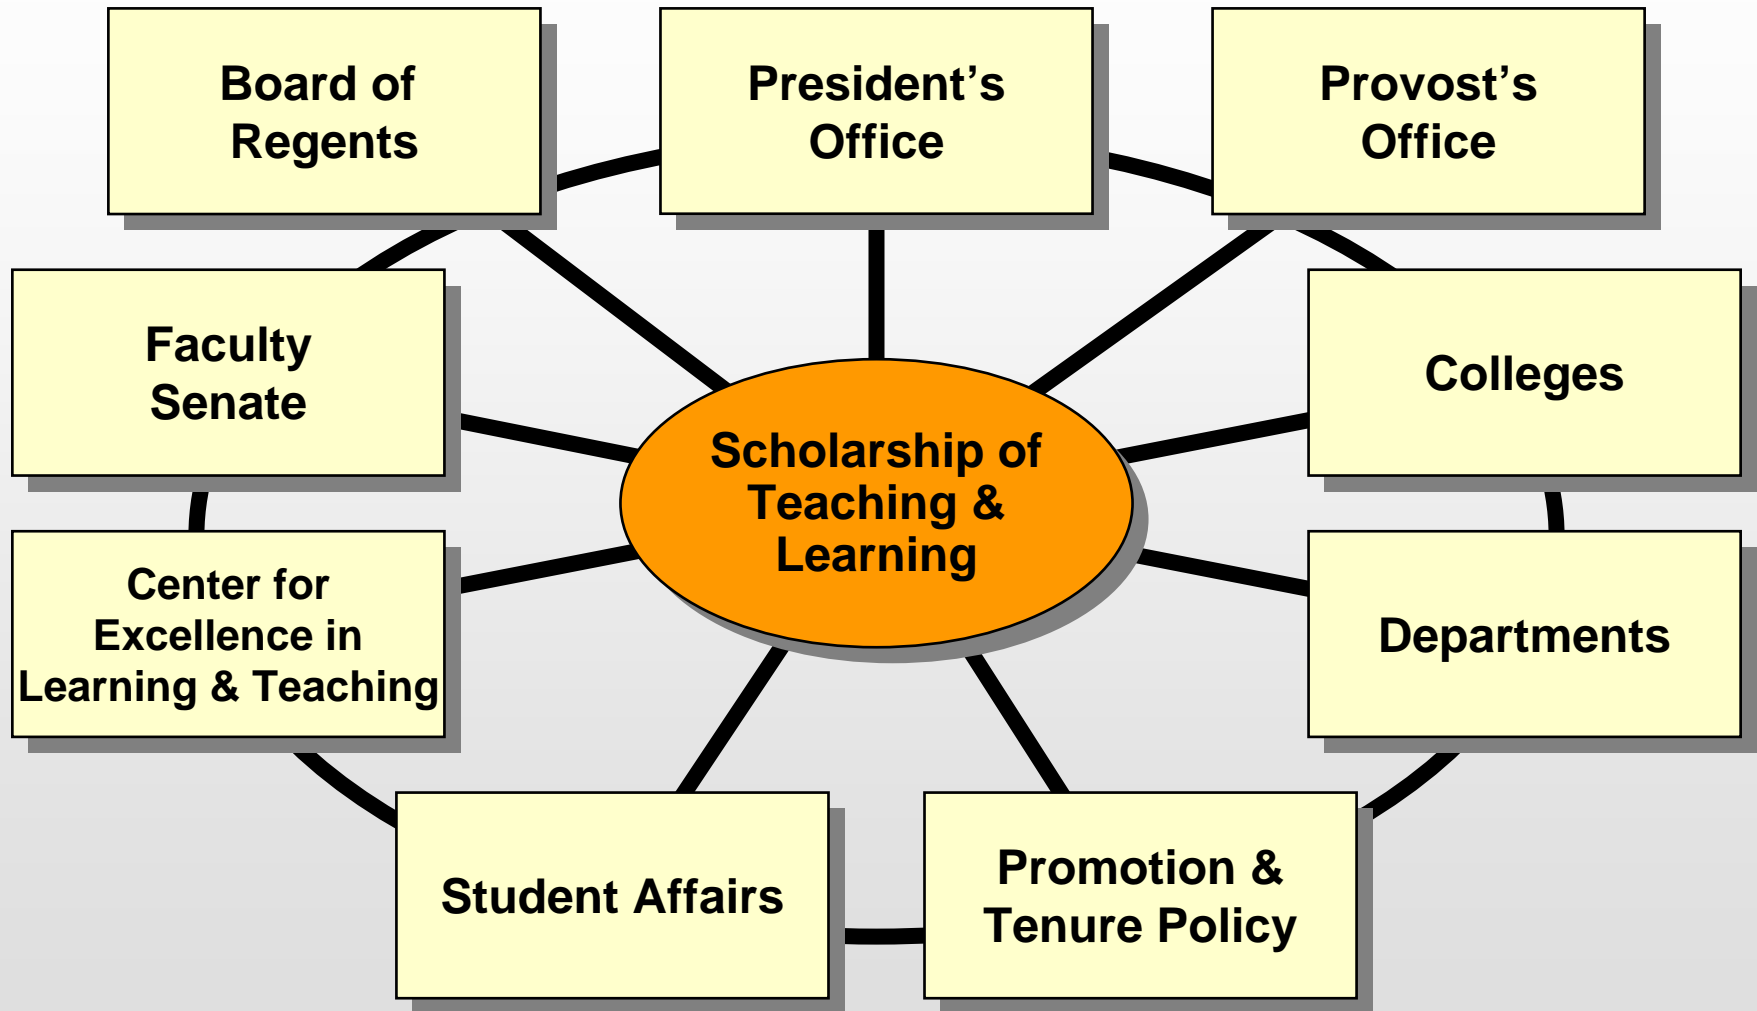 Board of
Regents
President’s
Office
Provost’s
Office
Faculty
Senate
Colleges
Scholarship of
Teaching &
Learning
Center for
Excellence in
Learning & Teaching
Departments
Student Affairs
Promotion &
Tenure Policy